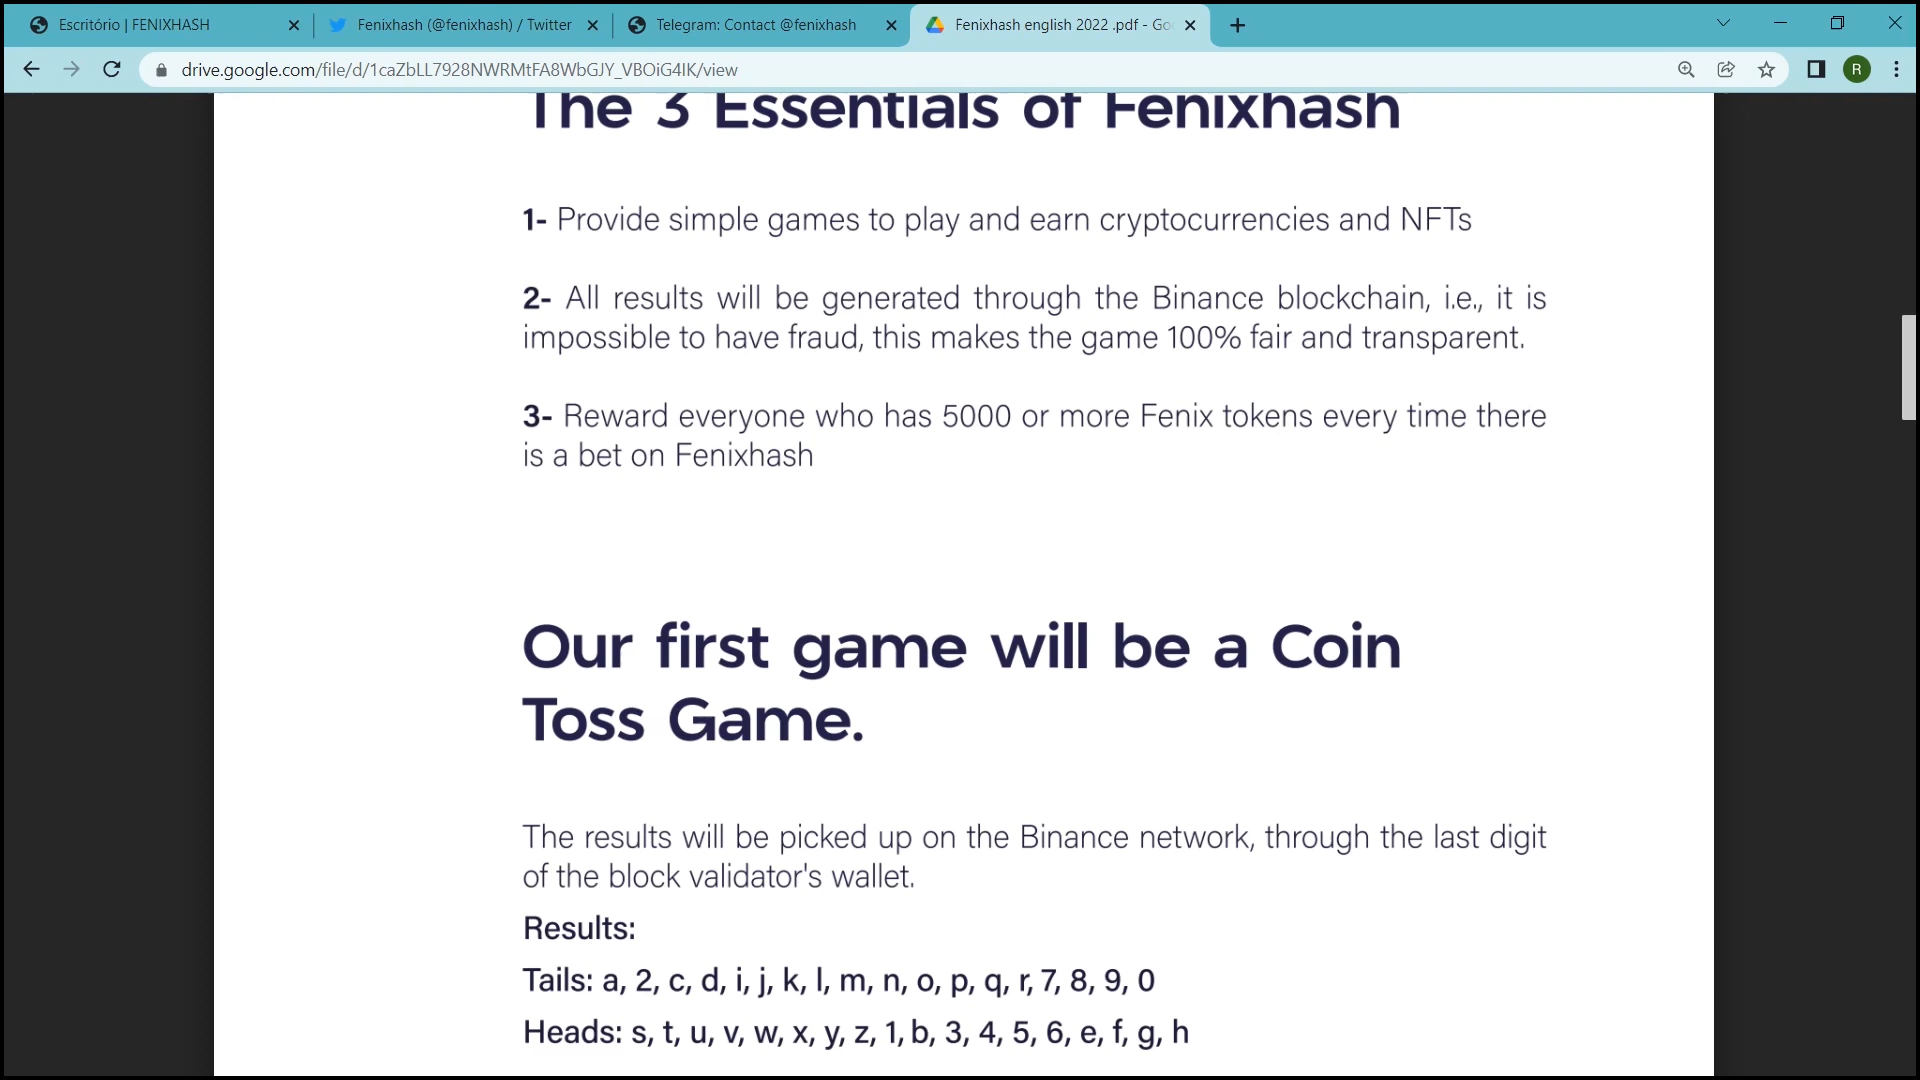 Escritório | FENIXHASH
Fenixhash (@fenixhash) / Twitter
Telegram: Contact @fenixhash
Fenixhash english 2022 .pdf - Goo
drive.google.com/file/d/1caZbLL7928NWRMtFA8WbGJY_VBOiG4IK/view
R
The 3 Essentials of Fenixhash
1- Provide simple games to play and earn cryptocurrencies and NFTs
2- All results will be generated through the Binance blockchain, i.e., it is
impossible to have fraud, this makes the game 100% fair and transparent.
3- Reward everyone who has 5000 or more Fenix tokens every time there
is a bet on Fenixhash
Our first game will be a Coin
Toss Game.
The results will be picked up on the Binance network, through the last digit
of the block validator's wallet.
Results:
Tails: a, 2, c, d, i, j, k, l, m, n, o, p, q, r, 7, 8, 9, 0
Heads: s, t, u, v, w, x, y, z, 1, b, 3, 4, 5, 6, e, f, g, h